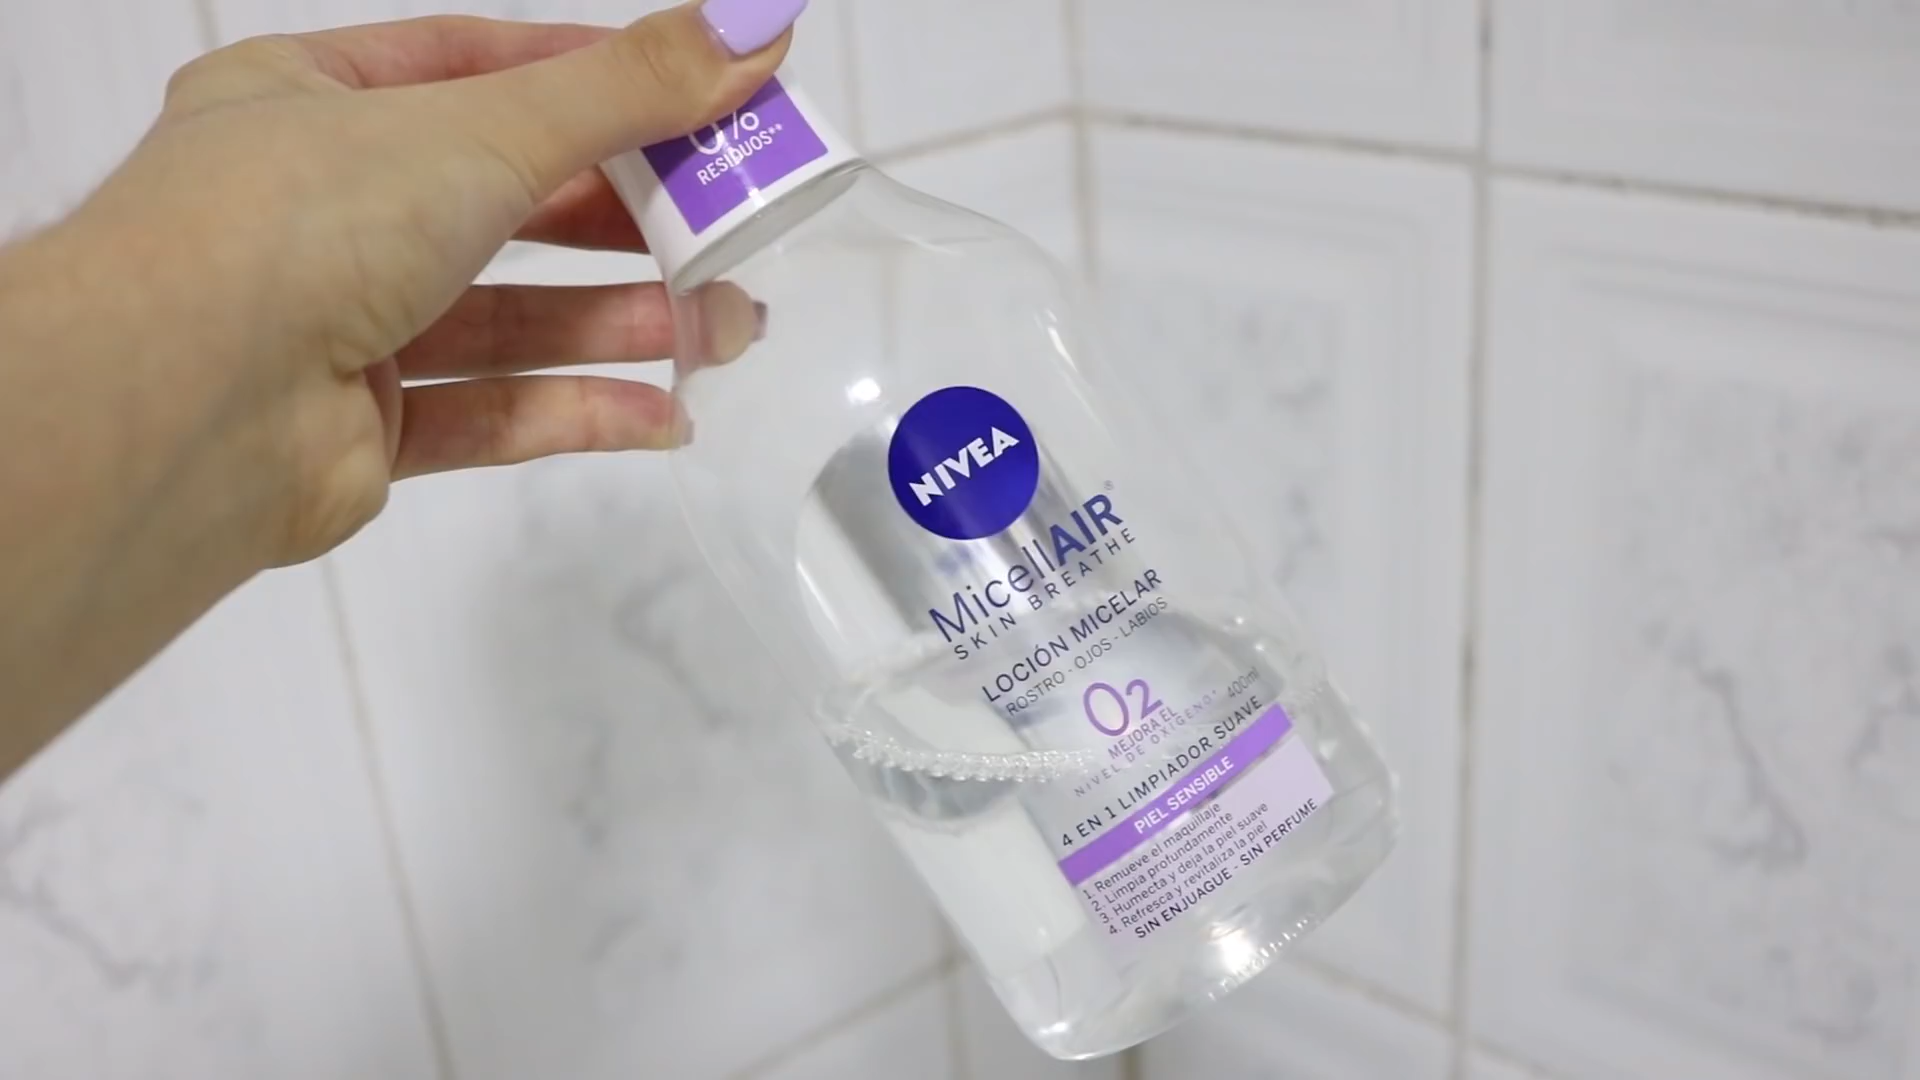 0%
RESIDUOS**
NIVEA
MicellAIR®
SKIN BREATHE
LOCIÓN MICELAR
ROSTRO - OJOS - LABIOS
O2
MEJORA EL
NIVEL DE OXÍGENO*
400ml
4 EN 1 LIMPIADOR SUAVE
PIEL SENSIBLE
1. Remueve el maquillaje
2. Limpia profundamente
3. Humecta y deja la piel suave
4. Refresca y revitaliza la piel
SIN ENJUAGUE - SIN PERFUME